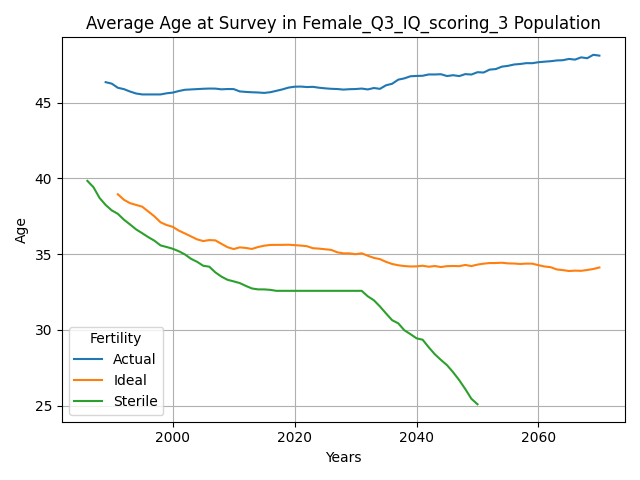 Average Age at Survey in Female_Q3_IQ_scoring_3 Population
Age
45
40
35
30
25
Fertility
Actual
Ideal
Sterile
2000 2020 2040 2060
Years